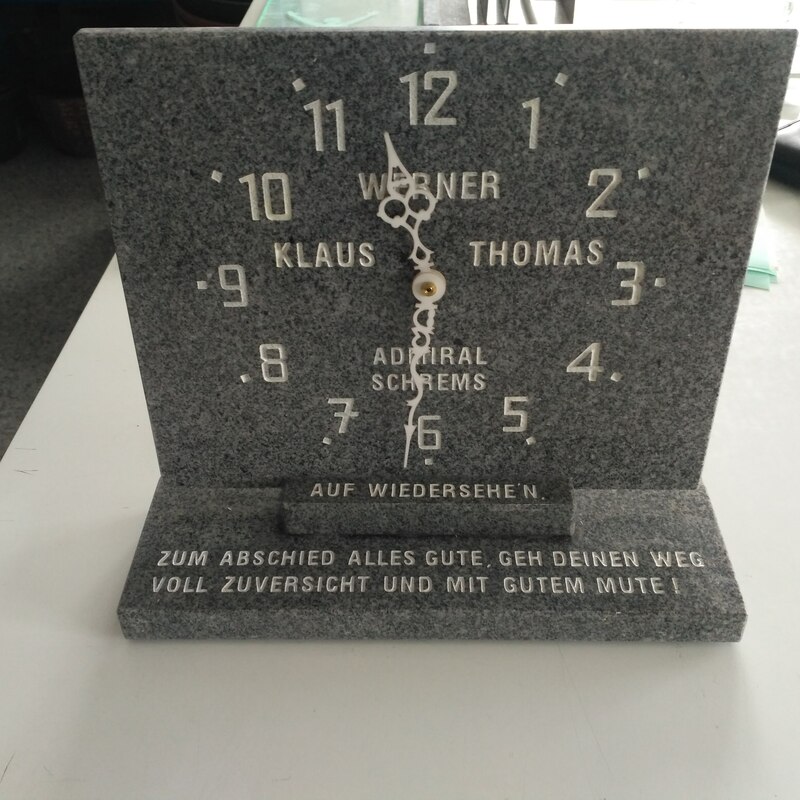 12
11 1
10 WERNER 2
KLAUS THOMAS
9 3
8 ADMIRAL 4
SCHREMS
7 6 5
AUF WIEDERSEHE'N.
ZUM ABSCHIED ALLES GUTE, GEH DEINEN WEG
VOLL ZUVERSICHT UND MIT GUTEM MUTE!